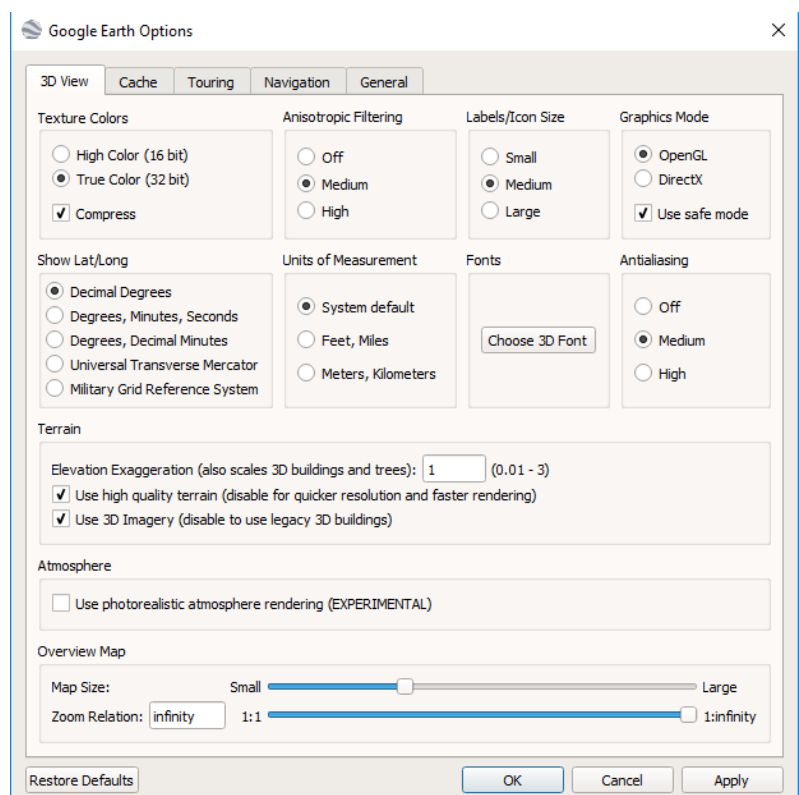 Google Earth Options
3D View Cache Touring Navigation General
Texture Colors
High Color (16 bit)
True Color (32 bit)
Compress
Anisotropic Filtering
Off
Medium
High
Labels/Icon Size
Small
Medium
Large
Graphics Mode
OpenGL
DirectX
Use safe mode
Show Lat/Long
Decimal Degrees
Degrees, Minutes, Seconds
Degrees, Decimal Minutes
Universal Transverse Mercator
Military Grid Reference System
Units of Measurement
System default
Feet, Miles
Meters, Kilometers
Fonts
Choose 3D Font
Antialiasing
Off
Medium
High
Terrain
Elevation Exaggeration (also scales 3D buildings and trees): 1 (0.01 - 3)
Use high quality terrain (disable for quicker resolution and faster rendering)
Use 3D Imagery (disable to use legacy 3D buildings)
Atmosphere
Use photorealistic atmosphere rendering (EXPERIMENTAL)
Overview Map
Map Size: Small Large
Zoom Relation: infinity 1:1 1:infinity
Restore Defaults OK Cancel Apply